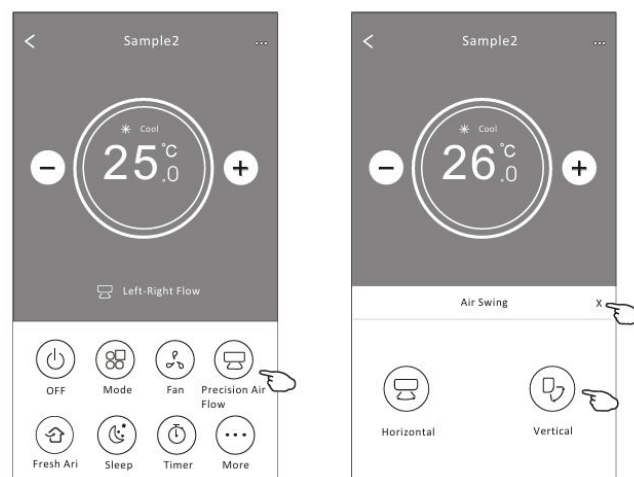 Sample2
...
Cool
25.0°C
Left-Right Flow
OFF
Mode
Fan
Precision Air
Flow
Fresh Ari
Sleep
Timer
More
Sample2
...
Cool
26.0°C
Air Swing
X
Horizontal
Vertical